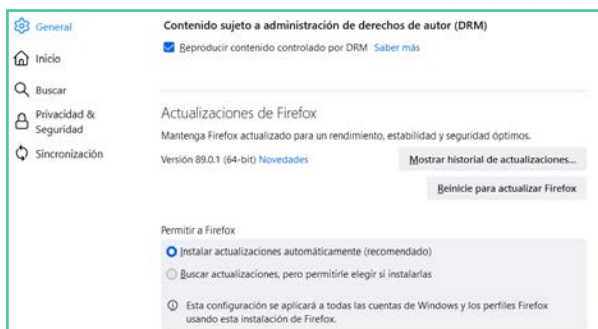 General
Inicio
Buscar
Privacidad &
Seguridad
Sincronización
Contenido sujeto a administración de derechos de autor (DRM)
Reproducir contenido controlado por DRM Saber más
Actualizaciones de Firefox
Mantenga Firefox actualizado para un rendimiento, estabilidad y seguridad óptimos.
Versión 89.0.1 (64-bit) Novedades
Mostrar historial de actualizaciones...
Reinicie para actualizar Firefox
Permitir a Firefox
Instalar actualizaciones automáticamente (recomendado)
Buscar actualizaciones, pero permitirle elegir si instalarlas
Esta configuración se aplicará a todas las cuentas de Windows y los perfiles Firefox
usando esta instalación de Firefox.